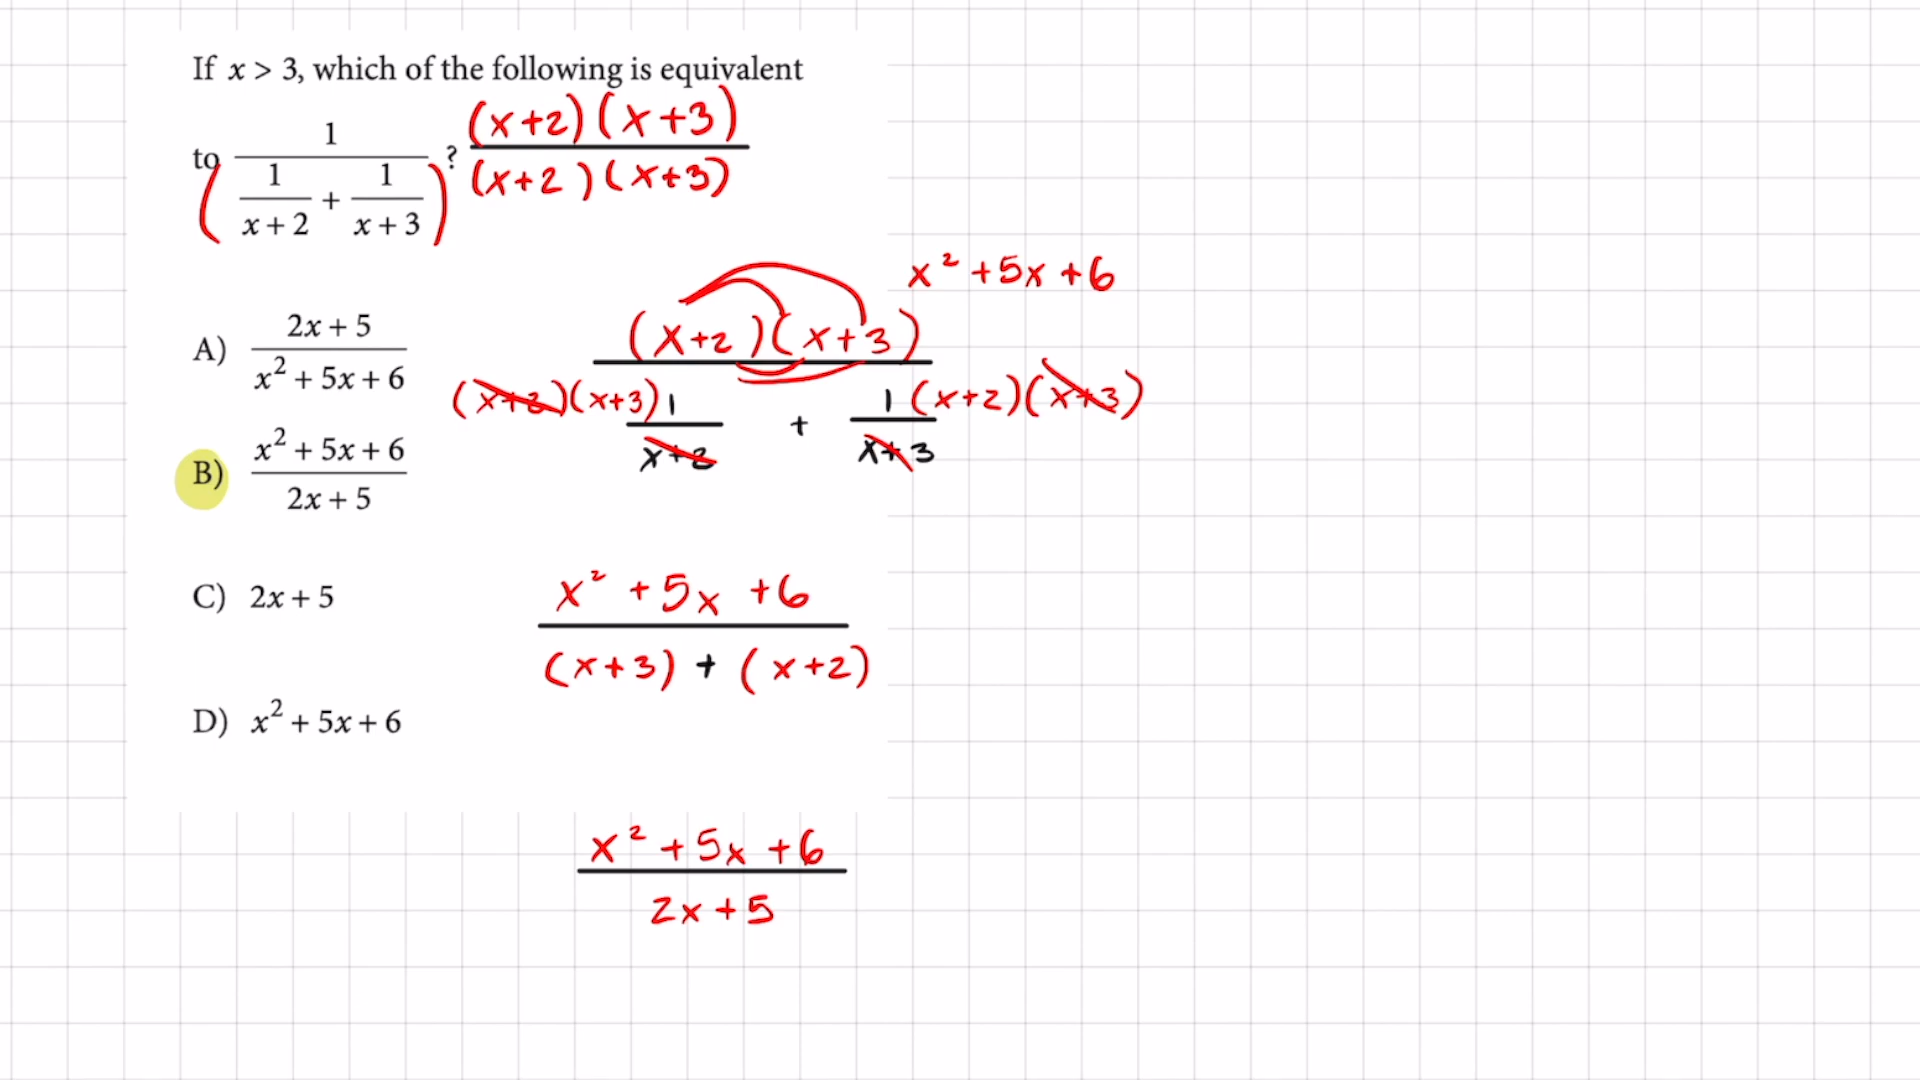 If x > 3, which of the following is equivalent
(x+2)(x+3)
1
to ?
(x+2)(x+3)
( 1/(x + 2) + 1/(x + 3) )
x² +5x +6
A) (2x + 5)/(x² + 5x + 6)
(x+2)(x+3)
(x+2)(x+3) 1 + 1 (x+2)(x+3)
x+2 x+3
B) (x² + 5x + 6)/(2x + 5)
C) 2x + 5
x² +5x +6
(x+3) + (x+2)
D) x² + 5x + 6
x² +5x +6
2x+5